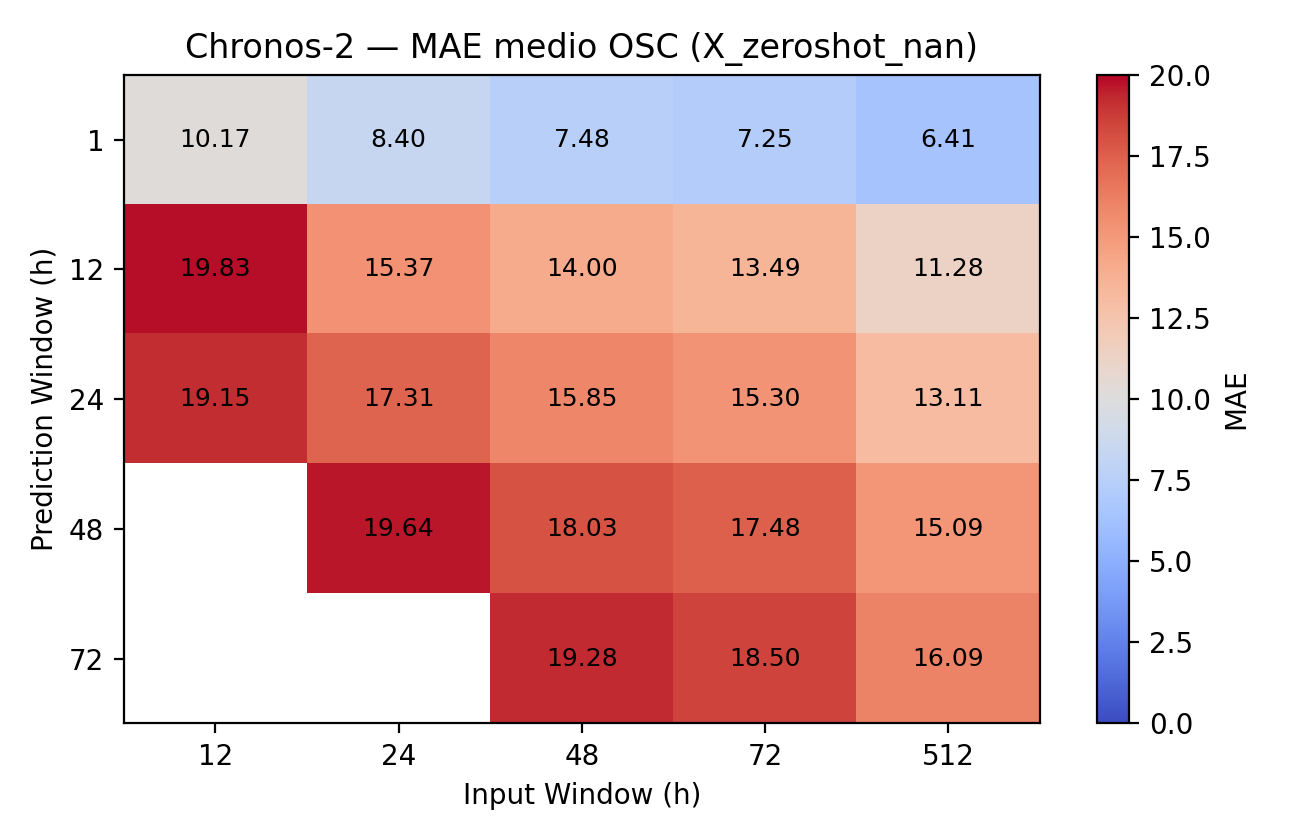 Chronos-2 — MAE medio OSC (X_zeroshot_nan)
Prediction Window (h)
1 10.17 8.40 7.48 7.25 6.41
12 19.83 15.37 14.00 13.49 11.28
24 19.15 17.31 15.85 15.30 13.11
48 19.64 18.03 17.48 15.09
72 19.28 18.50 16.09
12 24 48 72 512
Input Window (h)
20.0
17.5
15.0
12.5
10.0
7.5
5.0
2.5
0.0
MAE